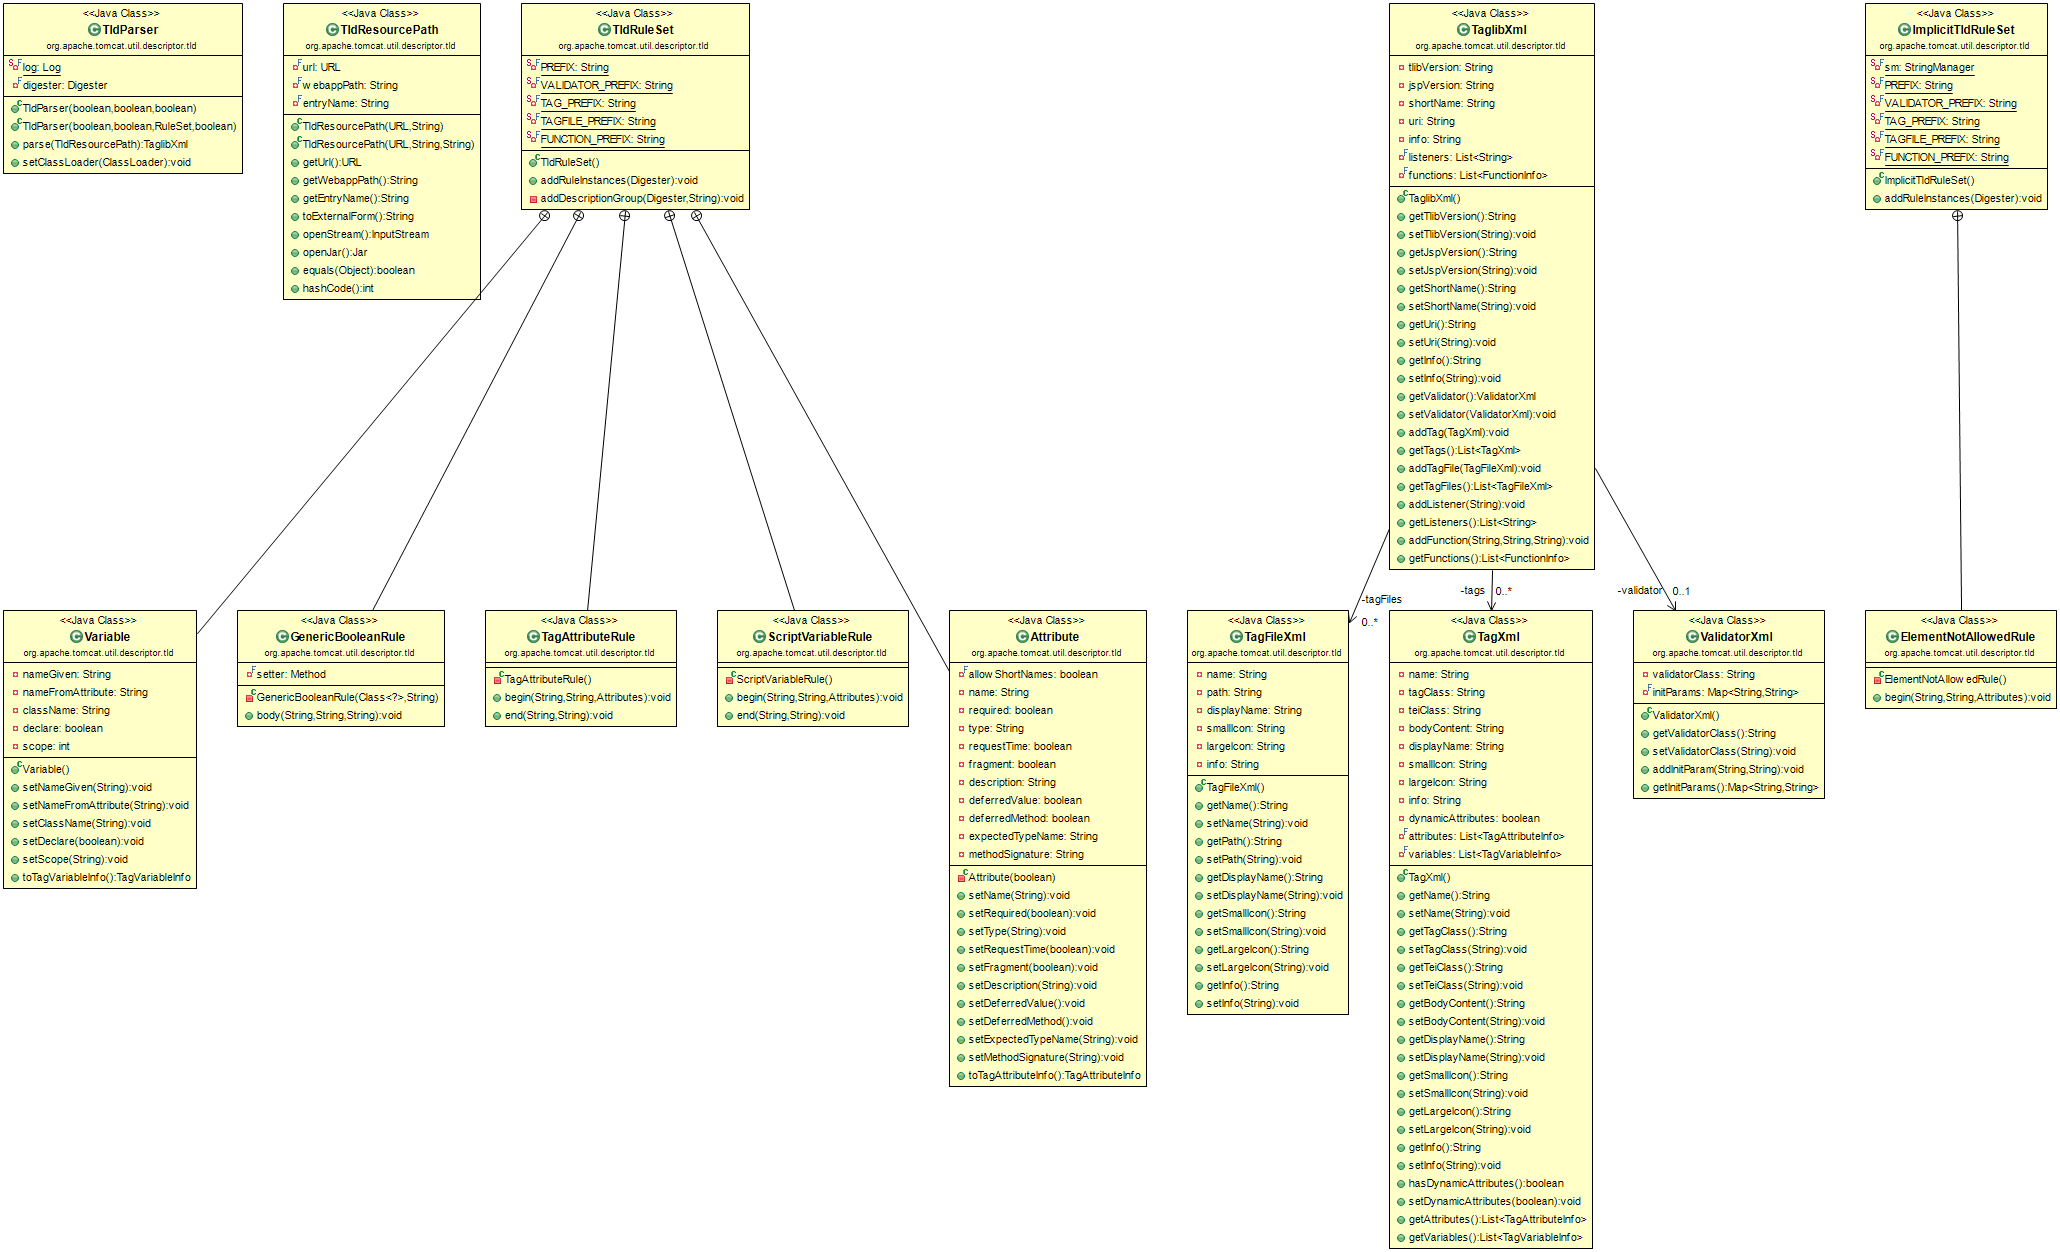 <<Java Class>>
TldParser
org.apache.tomcat.util.descriptor.tld
log: Log
digester: Digester
TldParser(boolean,boolean,boolean)
TldParser(boolean,boolean,RuleSet,boolean)
parse(TldResourcePath):TaglibXml
setClassLoader(ClassLoader):void
<<Java Class>>
TldResourcePath
org.apache.tomcat.util.descriptor.tld
url: URL
webappPath: String
entryName: String
TldResourcePath(URL,String)
TldResourcePath(URL,String,String)
getUrl():URL
getWebappPath():String
getEntryName():String
toExternalForm():String
openStream():InputStream
openJar():Jar
equals(Object):boolean
hashCode():int
<<Java Class>>
TldRuleSet
org.apache.tomcat.util.descriptor.tld
PREFIX: String
VALIDATOR_PREFIX: String
TAG_PREFIX: String
TAGFILE_PREFIX: String
FUNCTION_PREFIX: String
TldRuleSet()
addRuleInstances(Digester):void
addDescriptionGroup(Digester,String):void
<<Java Class>>
TaglibXml
org.apache.tomcat.util.descriptor.tld
tlibVersion: String
jspVersion: String
shortName: String
uri: String
info: String
listeners: List<String>
functions: List<FunctionInfo>
TaglibXml()
getTlibVersion():String
setTlibVersion(String):void
getJspVersion():String
setJspVersion(String):void
getShortName():String
setShortName(String):void
getUri():String
setUri(String):void
getInfo():String
setInfo(String):void
getValidator():ValidatorXml
setValidator(ValidatorXml):void
addTag(TagXml):void
getTags():List<TagXml>
addTagFile(TagFileXml):void
getTagFiles():List<TagFileXml>
addListener(String):void
getListeners():List<String>
addFunction(String,String,String):void
getFunctions():List<FunctionInfo>
<<Java Class>>
ImplicitTldRuleSet
org.apache.tomcat.util.descriptor.tld
sm: StringManager
PREFIX: String
VALIDATOR_PREFIX: String
TAG_PREFIX: String
TAGFILE_PREFIX: String
FUNCTION_PREFIX: String
ImplicitTldRuleSet()
addRuleInstances(Digester):void
-tagFiles
0..*
-tags
0..*
-validator
0..1
<<Java Class>>
Variable
org.apache.tomcat.util.descriptor.tld
nameGiven: String
nameFromAttribute: String
className: String
declare: boolean
scope: int
Variable()
setNameGiven(String):void
setNameFromAttribute(String):void
setClassName(String):void
setDeclare(boolean):void
setScope(String):void
toTagVariableInfo():TagVariableInfo
<<Java Class>>
GenericBooleanRule
org.apache.tomcat.util.descriptor.tld
setter: Method
GenericBooleanRule(Class<?>,String)
body(String,String,String):void
<<Java Class>>
TagAttributeRule
org.apache.tomcat.util.descriptor.tld
TagAttributeRule()
begin(String,String,Attributes):void
end(String,String):void
<<Java Class>>
ScriptVariableRule
org.apache.tomcat.util.descriptor.tld
ScriptVariableRule()
begin(String,String,Attributes):void
end(String,String):void
<<Java Class>>
Attribute
org.apache.tomcat.util.descriptor.tld
allowShortNames: boolean
name: String
required: boolean
type: String
requestTime: boolean
fragment: boolean
description: String
deferredValue: boolean
deferredMethod: boolean
expectedTypeName: String
methodSignature: String
Attribute(boolean)
setName(String):void
setRequired(boolean):void
setType(String):void
setRequestTime(boolean):void
setFragment(boolean):void
setDescription(String):void
setDeferredValue():void
setDeferredMethod():void
setExpectedTypeName(String):void
setMethodSignature(String):void
toTagAttributeInfo():TagAttributeInfo
<<Java Class>>
TagFileXml
org.apache.tomcat.util.descriptor.tld
name: String
path: String
displayName: String
smallIcon: String
largeIcon: String
info: String
TagFileXml()
getName():String
setName(String):void
getPath():String
setPath(String):void
getDisplayName():String
setDisplayName(String):void
getSmallIcon():String
setSmallIcon(String):void
getLargeIcon():String
setLargeIcon(String):void
getInfo():String
setInfo(String):void
<<Java Class>>
TagXml
org.apache.tomcat.util.descriptor.tld
name: String
tagClass: String
teiClass: String
bodyContent: String
displayName: String
smallIcon: String
largeIcon: String
info: String
dynamicAttributes: boolean
attributes: List<TagAttributeInfo>
variables: List<TagVariableInfo>
TagXml()
getName():String
setName(String):void
getTagClass():String
setTagClass(String):void
getTeiClass():String
setTeiClass(String):void
getBodyContent():String
setBodyContent(String):void
getDisplayName():String
setDisplayName(String):void
getSmallIcon():String
setSmallIcon(String):void
getLargeIcon():String
setLargeIcon(String):void
getInfo():String
setInfo(String):void
hasDynamicAttributes():boolean
setDynamicAttributes(boolean):void
getAttributes():List<TagAttributeInfo>
getVariables():List<TagVariableInfo>
<<Java Class>>
ValidatorXml
org.apache.tomcat.util.descriptor.tld
validatorClass: String
initParams: Map<String,String>
ValidatorXml()
getValidatorClass():String
setValidatorClass(String):void
addInitParam(String,String):void
getInitParams():Map<String,String>
<<Java Class>>
ElementNotAllowedRule
org.apache.tomcat.util.descriptor.tld
ElementNotAllowedRule()
begin(String,String,Attributes):void